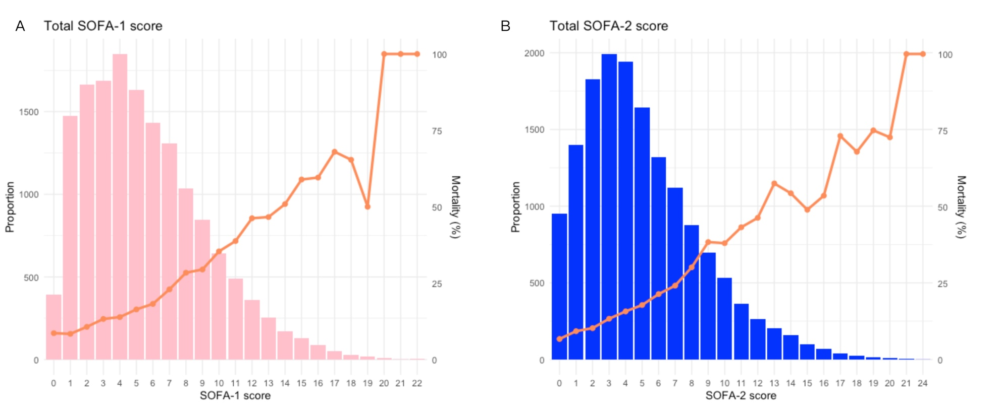 A Total SOFA-1 score
Proportion
1500
1000
500
0
100
75
50
25
0
Mortality (%)
0 1 2 3 4 5 6 7 8 9 10 11 12 13 14 15 16 17 18 19 20 21 22
SOFA-1 score
B Total SOFA-2 score
Proportion
2000
1500
1000
500
0
100
75
50
25
0
Mortality (%)
0 1 2 3 4 5 6 7 8 9 10 11 12 13 14 15 16 17 18 19 20 21 24
SOFA-2 score